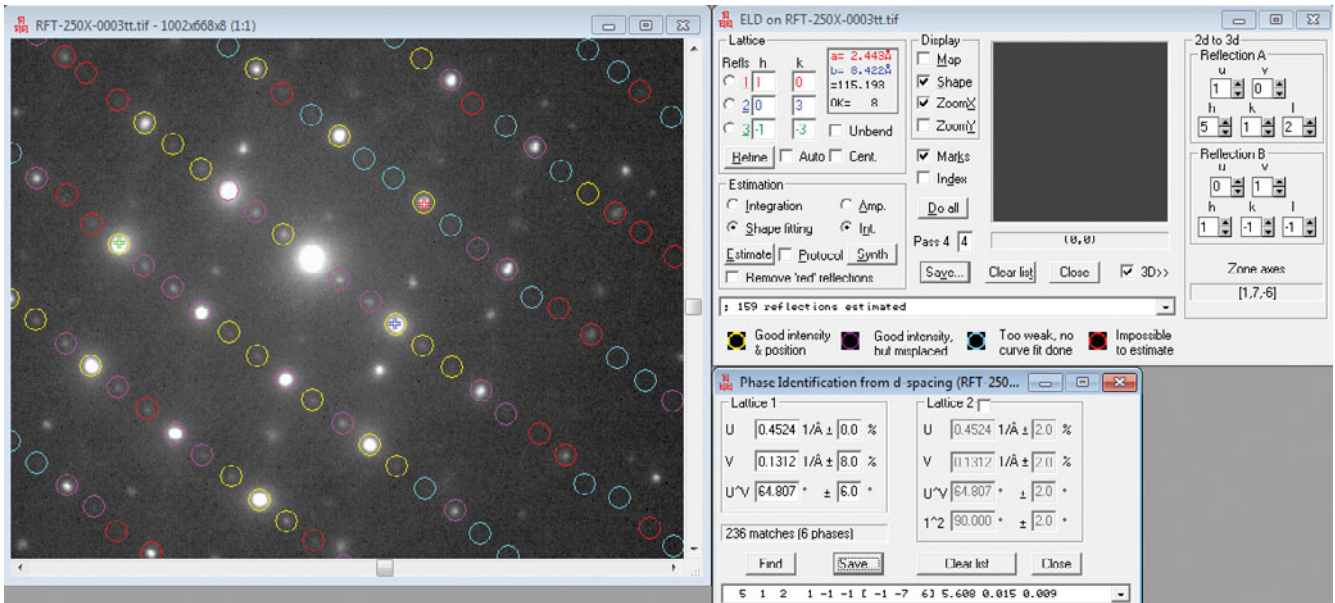 RFT-250X-0003tt.tif - 1002x668x8 (1:1)
ELD on RFT-250X-0003tt.tif
Lattice
Refls h k
1 1 0
2 0 3
3 -1 -3
a= 2.443Å
b= 8.422Å
=115.193
OK= 8
Unbend
Refine Auto Cent.
Estimation
Integration Amp.
Shape fitting Int.
Estimate Protocol Synth
Remove 'red' reflections
Display
Map
Shape
ZoomX
ZoomY
Marks
Index
Do all
Pass 4 4
(0,0)
Save... Clear list Close 3D>>
2d to 3d
Reflection A
u v
1 0
h k l
5 1 2
Reflection B
u v
0 1
h k l
1 -1 -1
Zone axes
[1,7,-6]
; 159 reflections estimated
Good intensity & position
Good intensity, but misplaced
Too weak, no curve fit done
Impossible to estimate
Phase Identification from d-spacing (RFT-250...
Lattice 1
U 0.4524 1/Å ± 0.0 %
V 0.1312 1/Å ± 8.0 %
U^V 64.807 ° ± 6.0 °
236 matches (6 phases)
Lattice 2
U 0.4524 1/Å ± 2.0 %
V 0.1312 1/Å ± 2.0 %
U^V 64.807 ° ± 2.0 °
1^2 90.000 ° ± 2.0 °
Find Save... Clear list Close
5 1 2 1 -1 -1 [ -1 -7 6] 5.608 0.015 0.009